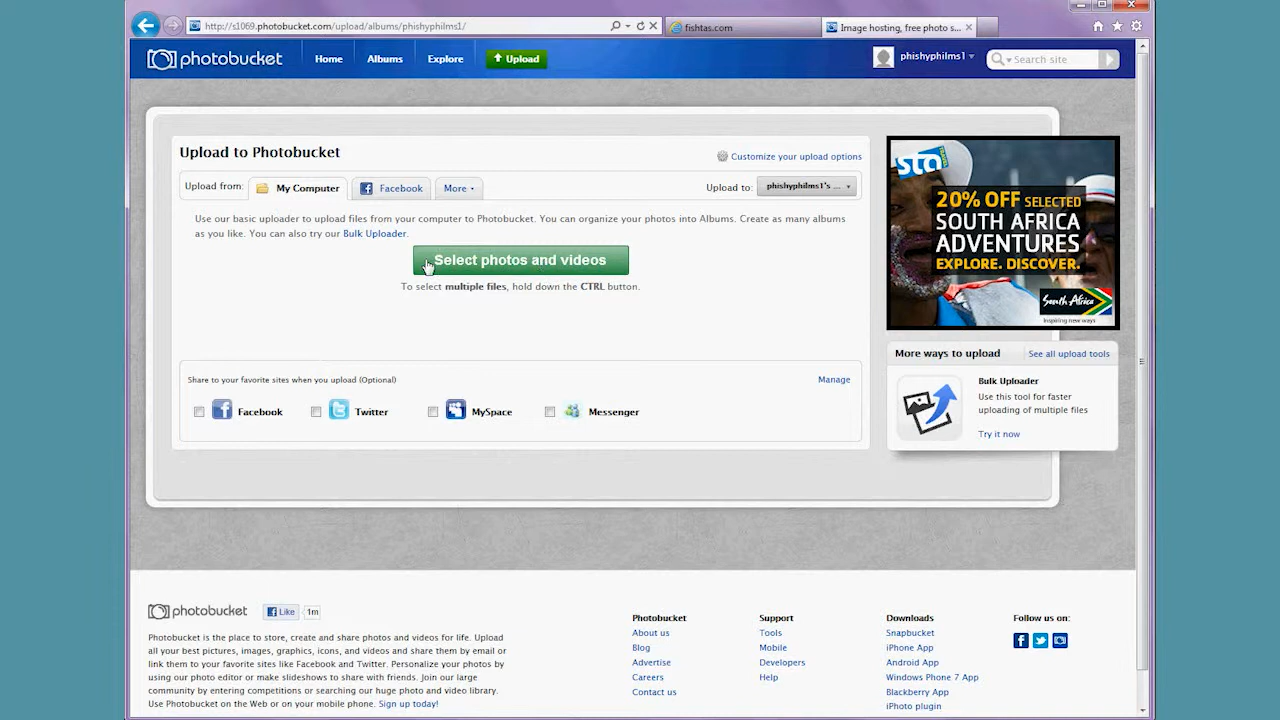 http://s1069.photobucket.com/upload/albums/phishyphilms1/
fishtas.com
Image hosting, free photo s...
photobucket
Home
Albums
Explore
Upload
phishyphilms1
Search site
Upload to Photobucket
Customize your upload options
Upload from:
My Computer
Facebook
More
Upload to:
phishyphilms1's ...
Use our basic uploader to upload files from your computer to Photobucket. You can organize your photos into Albums. Create as many albums
as you like. You can also try our Bulk Uploader.
Select photos and videos
To select multiple files, hold down the CTRL button.
Share to your favorite sites when you upload (Optional)
Manage
Facebook
Twitter
MySpace
Messenger
sta
20% OFF SELECTED
SOUTH AFRICA
ADVENTURES
EXPLORE. DISCOVER.
South Africa
Inspiring new ways
More ways to upload
See all upload tools
Bulk Uploader
Use this tool for faster
uploading of multiple files
Try it now
photobucket
Like
1m
Photobucket is the place to store, create and share photos and videos for life. Upload
all your best pictures, images, graphics, icons, and videos and share them by email or
link them to your favorite sites like Facebook and Twitter. Personalize your photos by
using our photo editor or make slideshows to share with friends. Join our large
community by entering competitions or searching our huge photo and video library.
Use Photobucket on the Web or on your mobile phone. Sign up today!
Photobucket
About us
Blog
Advertise
Careers
Contact us
Support
Tools
Mobile
Developers
Help
Downloads
Snapbucket
iPhone App
Android App
Windows Phone 7 App
Blackberry App
iPhoto plugin
Follow us on: